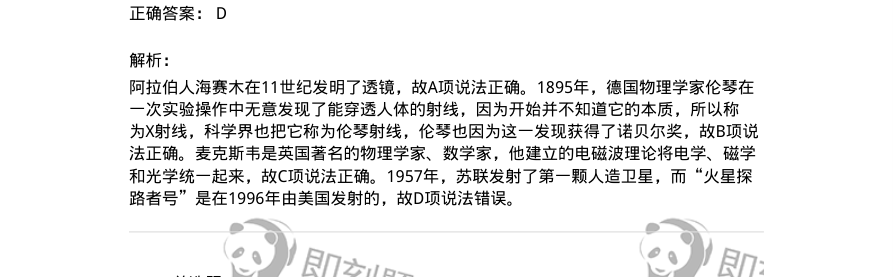 正确答案： D
解析：
阿拉伯人海赛木在11世纪发明了透镜，故A项说法正确。1895年，德国物理学家伦琴在
一次实验操作中无意发现了能穿透人体的射线，因为开始并不知道它的本质，所以称
为X射线，科学界也把它称为伦琴射线，伦琴也因为这一发现获得了诺贝尔奖，故B项说
法正确。麦克斯韦是英国著名的物理学家、数学家，他建立的电磁波理论将电学、磁学
和光学统一起来，故C项说法正确。1957年，苏联发射了第一颗人造卫星，而“火星探
路者号”是在1996年由美国发射的，故D项说法错误。
即刻题
即刻